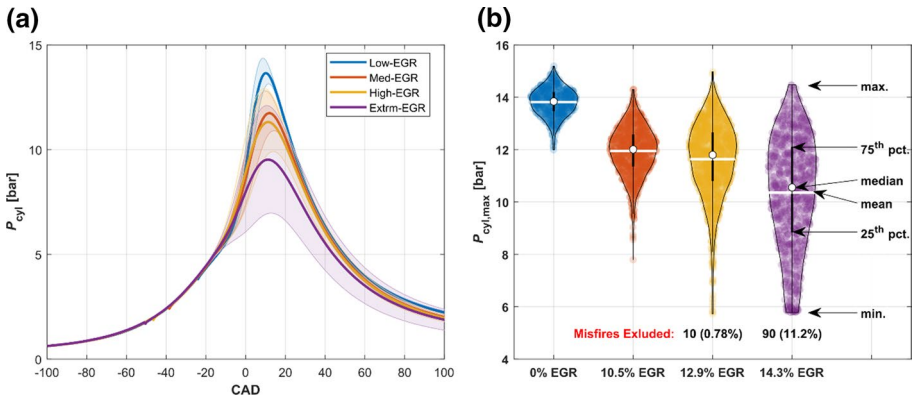 (a)
15
10
5
0
P_cyl [bar]
-100 -80 -60 -40 -20 0 20 40 60 80 100
CAD
Low-EGR
Med-EGR
High-EGR
Extrm-EGR
(b)
16
14
12
10
8
6
4
P_cyl,max [bar]
max.
75th pct.
median
mean
25th pct.
min.
Misfires Exluded: 10 (0.78%) 90 (11.2%)
0% EGR 10.5% EGR 12.9% EGR 14.3% EGR